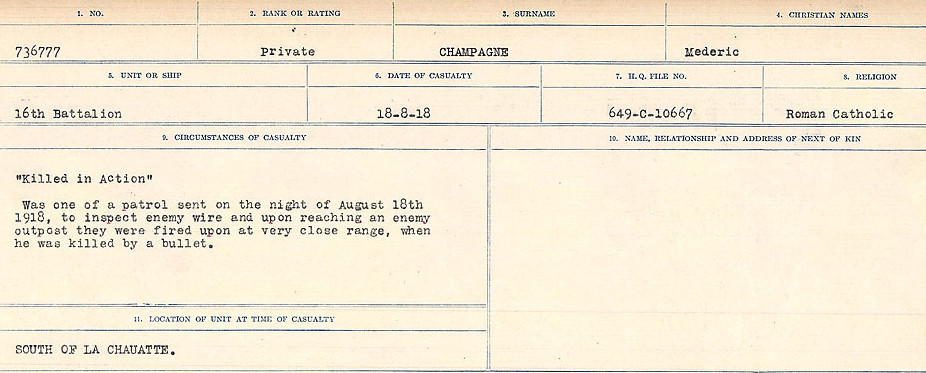 1. NO.
2. RANK OR RATING
3. SURNAME
4. CHRISTIAN NAMES
736777
Private
CHAMPAGNE
Mederic
5. UNIT OR SHIP
6. DATE OF CASUALTY
7. H.Q. FILE NO.
8. RELIGION
16th Battalion
18-8-18
649-C-10667
Roman Catholic
9. CIRCUMSTANCES OF CASUALTY
10. NAME, RELATIONSHIP AND ADDRESS OF NEXT OF KIN
"Killed in Action"
Was one of a patrol sent on the night of August 18th
1918, to inspect enemy wire and upon reaching an enemy
outpost they were fired upon at very close range, when
he was killed by a bullet.
11. LOCATION OF UNIT AT TIME OF CASUALTY
SOUTH OF LA CHAUATTE.